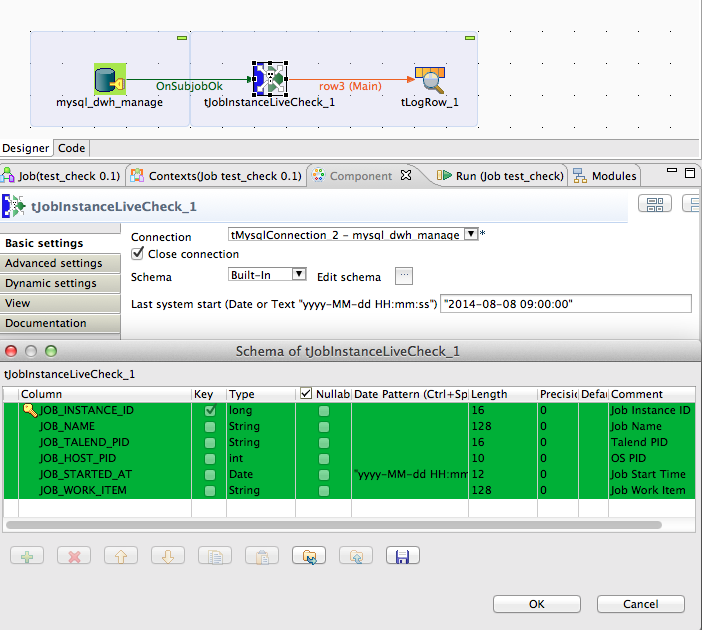 OnSubjobOk
row3 (Main)
mysql_dwh_manage
tJobInstanceLiveCheck_1
tLogRow_1
Designer Code
Job(test_check 0.1) Contexts(Job test_check 0.1) Component Run (Job test_check) Modules
tJobInstanceLiveCheck_1
Basic settings
Advanced settings
Dynamic settings
View
Documentation
Connection tMysqlConnection_2 - mysql_dwh_manage *
Close connection
Schema Built-In Edit schema ...
Last system start (Date or Text "yyyy-MM-dd HH:mm:ss") "2014-08-08 09:00:00"
Schema of tJobInstanceLiveCheck_1
tJobInstanceLiveCheck_1
Column Key Type Nullab Date Pattern (Ctrl+Sp Length Precisio Defau Comment
JOB_INSTANCE_ID long 16 0 Job Instance ID
JOB_NAME String 128 0 Job Name
JOB_TALEND_PID String 16 0 Talend PID
JOB_HOST_PID int 10 0 OS PID
JOB_STARTED_AT Date "yyyy-MM-dd HH:mm 12 0 Job Start Time
JOB_WORK_ITEM String 128 0 Job Work Item
OK Cancel